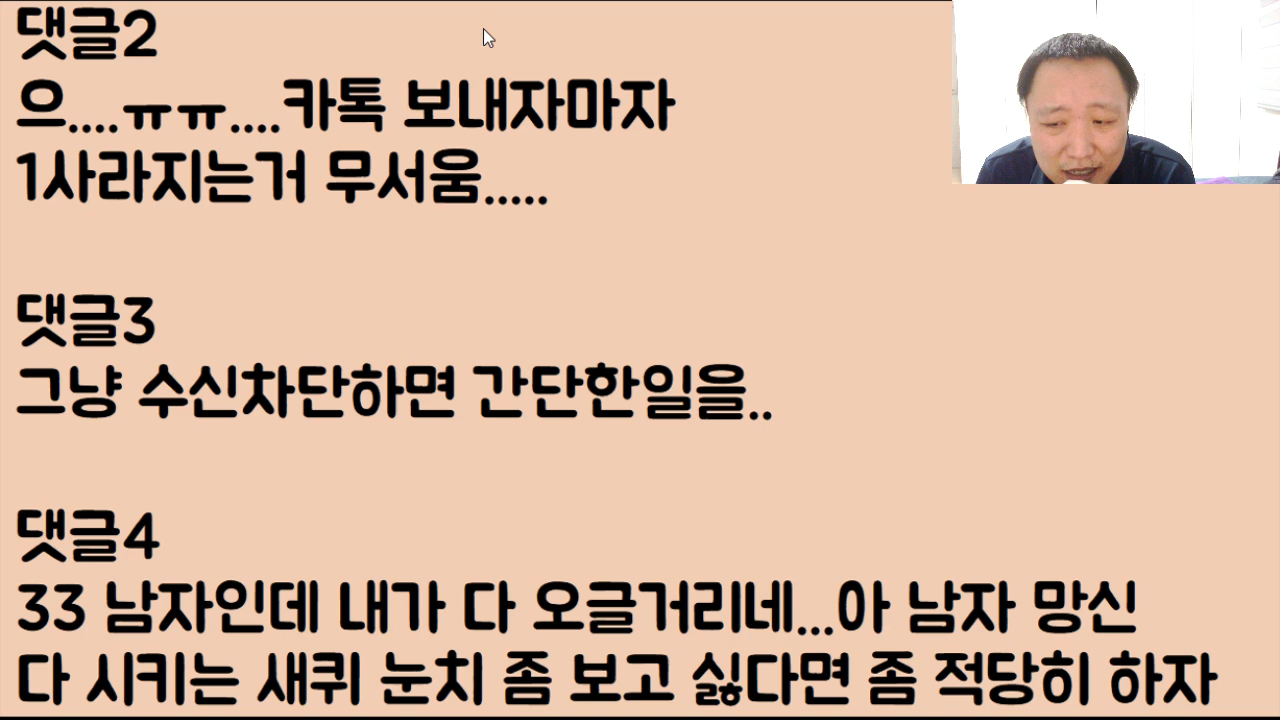 댓글2
으....ㅠㅠ....카톡 보내자마자
1사라지는거 무서움.....
댓글3
그냥 수신차단하면 간단한일을..
댓글4
33 남자인데 내가 다 오글거리네...아 남자 망신
다 시키는 새퀴 눈치 좀 보고 싫다면 좀 적당히 하자